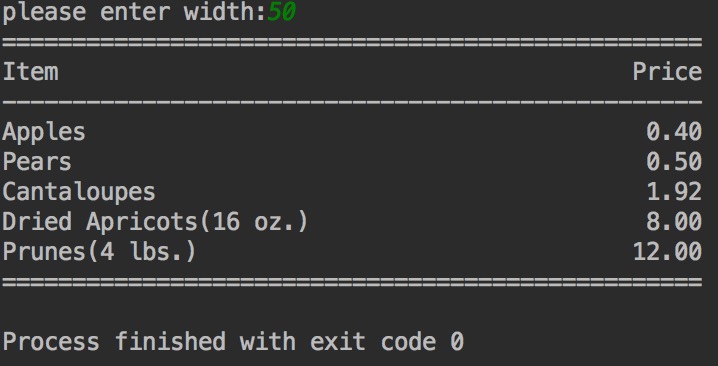 please enter width:50
==================================================
Item                                         Price
--------------------------------------------------
Apples                                        0.40
Pears                                         0.50
Cantaloupes                                   1.92
Dried Apricots(16 oz.)                        8.00
Prunes(4 lbs.)                               12.00
==================================================
Process finished with exit code 0